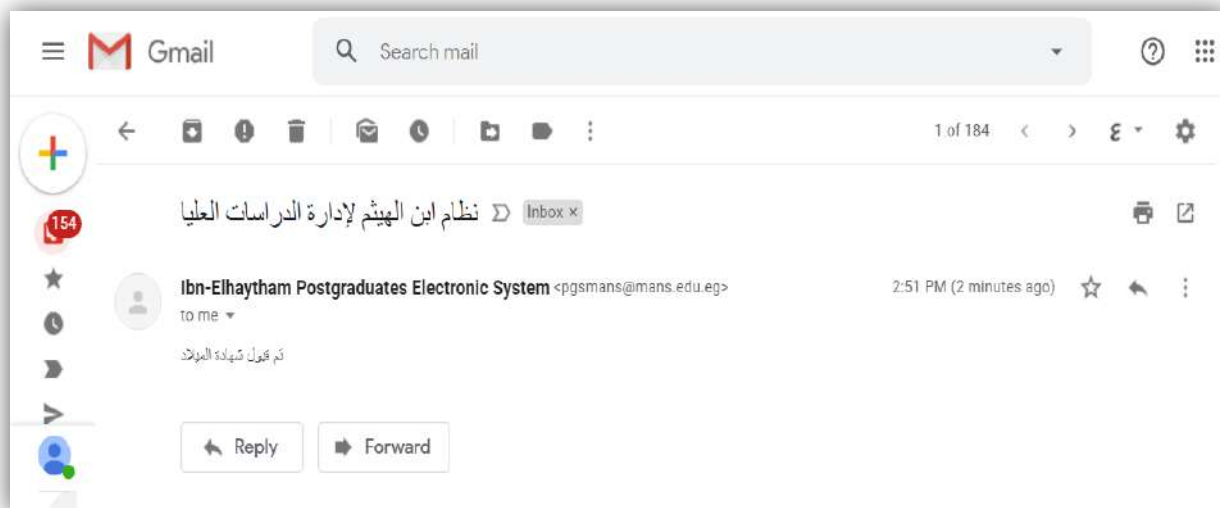 Gmail
Search mail
1 of 184
ع
نظام ابن الهيثم لإدارة الدراسات العليا
Inbox ×
154
Ibn-Elhaytham Postgraduates Electronic System <pgsmans@mans.edu.eg>
2:51 PM (2 minutes ago)
to me
تم قبول شهادة الميلاد
Reply
Forward